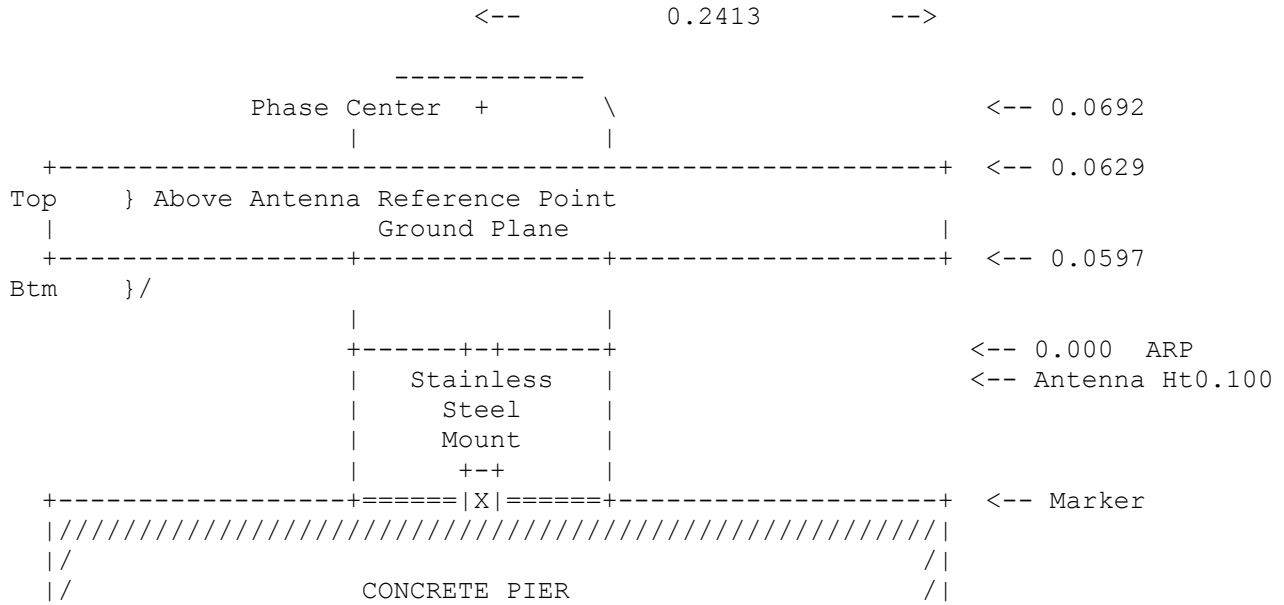 <-- 0.2413 -->
------------
Phase Center + \ <-- 0.0692
| |
+-------------------------------------------------------+ <-- 0.0629
Top } Above Antenna Reference Point
| Ground Plane |
+------------------+---------------+--------------------+ <-- 0.0597
Btm }/
| |
+------+-+------+ <-- 0.000 ARP
| Stainless | <-- Antenna Ht0.100
| Steel |
| Mount |
| +-+ |
+------------------+======|X|======+--------------------+ <-- Marker
|///////////////////////////////////////////////////////|
|/ /|
|/ CONCRETE PIER /|